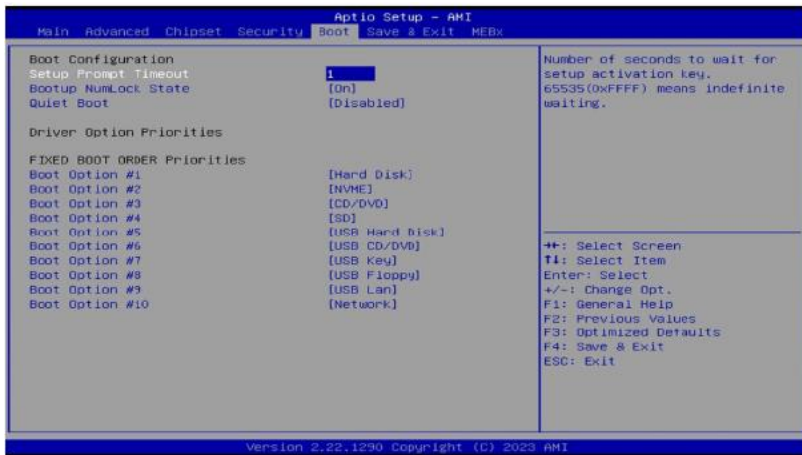 Aptio Setup - AMI
Main Advanced Chipset Security Boot Save & Exit MEBx
Boot Configuration
Setup Prompt Timeout 1
Bootup NumLock State [On]
Quiet Boot [Disabled]
Driver Option Priorities
FIXED BOOT ORDER Priorities
Boot Option #1 [Hard Disk]
Boot Option #2 [NVME]
Boot Option #3 [CD/DVD]
Boot Option #4 [SD]
Boot Option #5 [USB Hard Disk]
Boot Option #6 [USB CD/DVD]
Boot Option #7 [USB Key]
Boot Option #8 [USB Floppy]
Boot Option #9 [USB Lan]
Boot Option #10 [Network]
Number of seconds to wait for
setup activation key.
65535(0xFFFF) means indefinite
waiting.
→←: Select Screen
↑↓: Select Item
Enter: Select
+/-: Change Opt.
F1: General Help
F2: Previous Values
F3: Optimized Defaults
F4: Save & Exit
ESC: Exit
Version 2.22.1290 Copyright (C) 2023 AMI